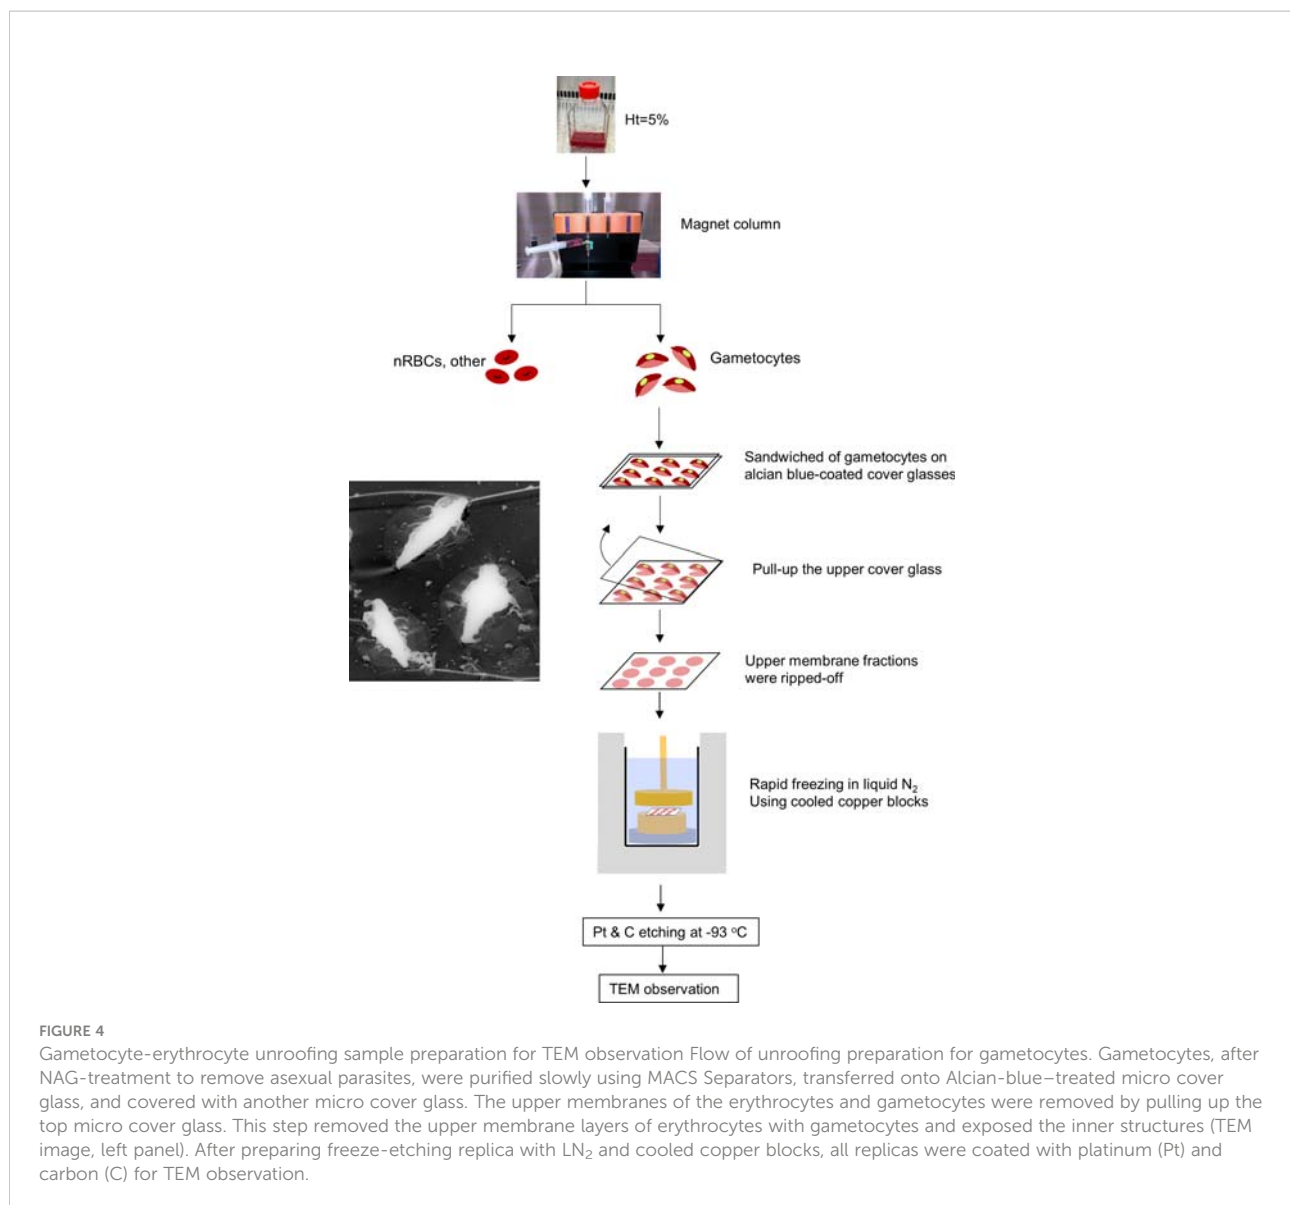 Ht=5%
Magnet column
nRBCs, other
Gametocytes
Sandwiched of gametocytes on
alcian blue-coated cover glasses
Pull-up the upper cover glass
Upper membrane fractions
were ripped-off
Rapid freezing in liquid N₂
Using cooled copper blocks
Pt & C etching at -93 °C
TEM observation
FIGURE 4
Gametocyte-erythrocyte unroofing sample preparation for TEM observation Flow of unroofing preparation for gametocytes. Gametocytes, after
NAG-treatment to remove asexual parasites, were purified slowly using MACS Separators, transferred onto Alcian-blue–treated micro cover
glass, and covered with another micro cover glass. The upper membranes of the erythrocytes and gametocytes were removed by pulling up the
top micro cover glass. This step removed the upper membrane layers of erythrocytes with gametocytes and exposed the inner structures (TEM
image, left panel). After preparing freeze-etching replica with LN₂ and cooled copper blocks, all replicas were coated with platinum (Pt) and
carbon (C) for TEM observation.